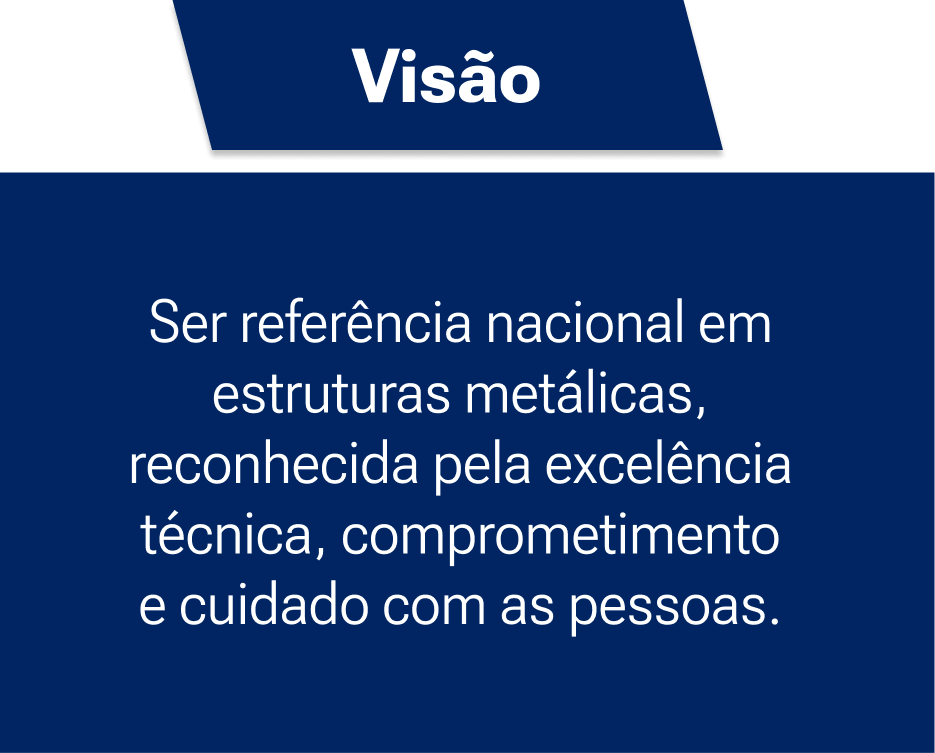 Visão
Ser referência nacional em
estruturas metálicas,
reconhecida pela excelência
técnica, comprometimento
e cuidado com as pessoas.